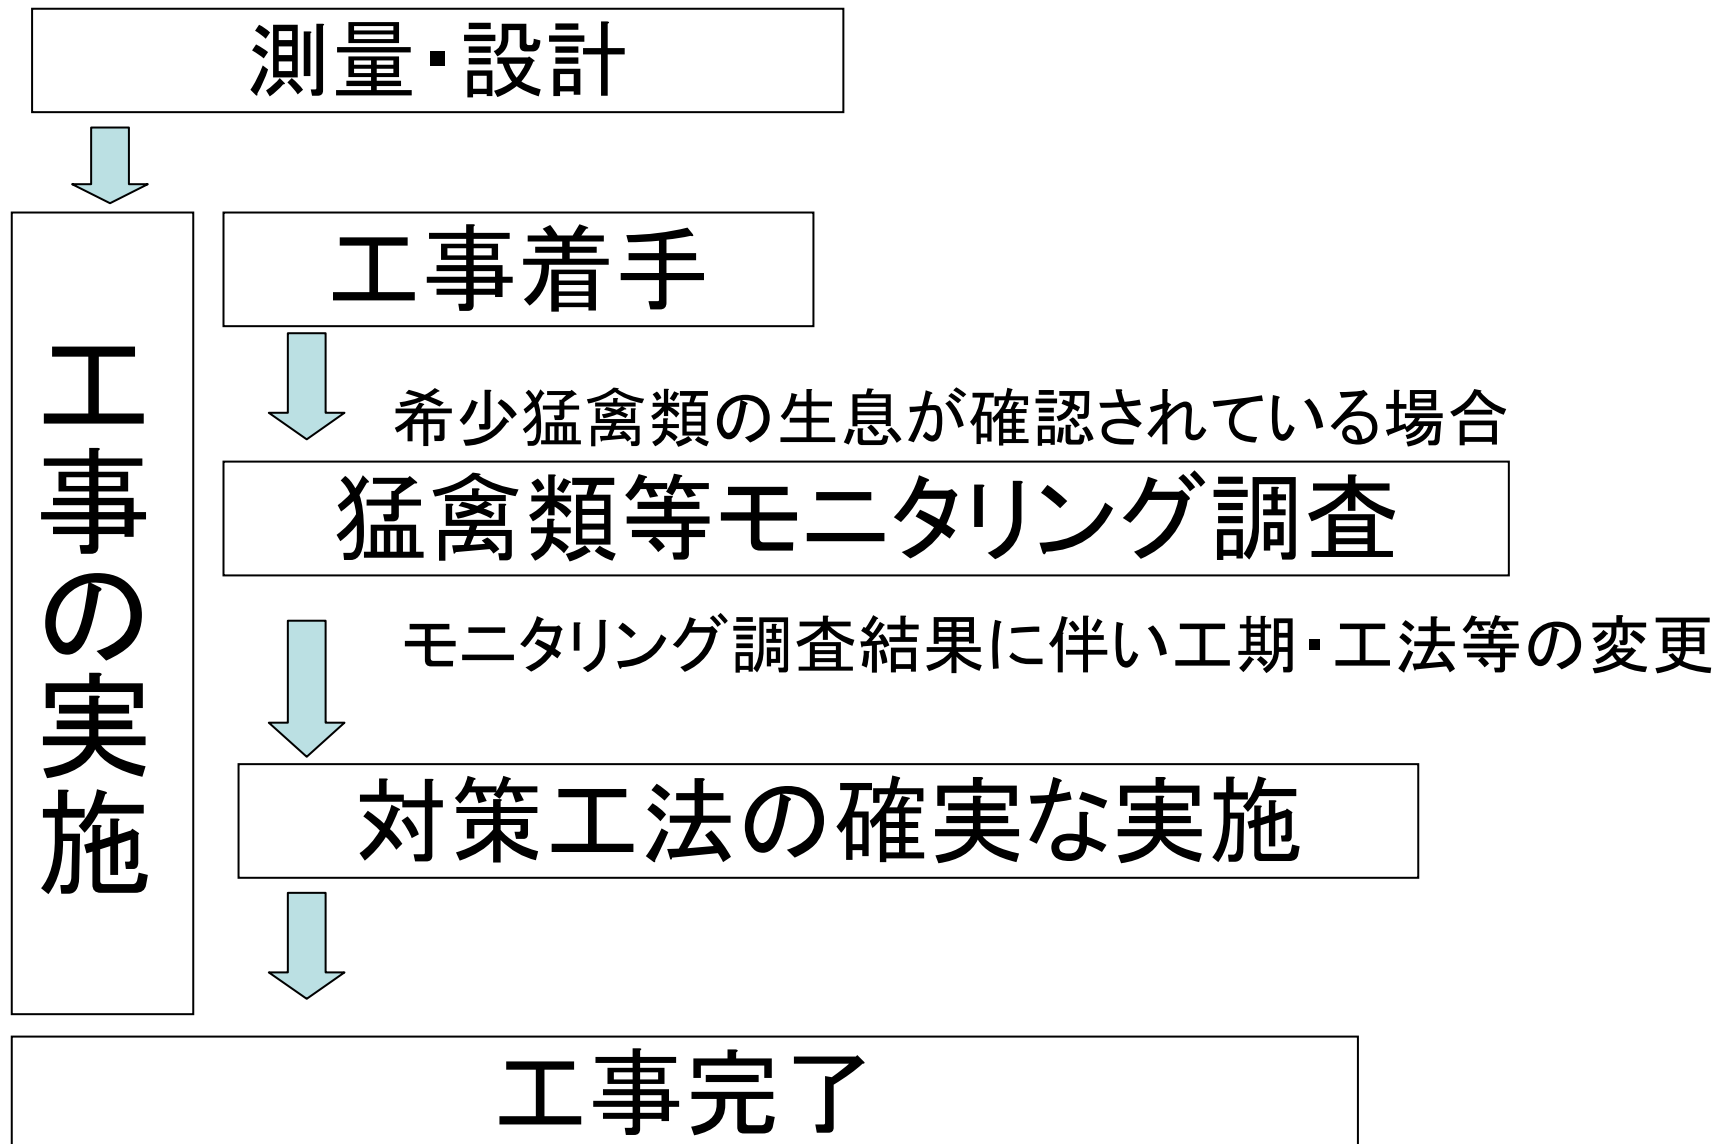 測量・設計
工事の実施
工事着手
希少猛禽類の生息が確認されている場合
猛禽類等モニタリング調査
モニタリング調査結果に伴い工期・工法等の変更
対策工法の確実な実施
工事完了